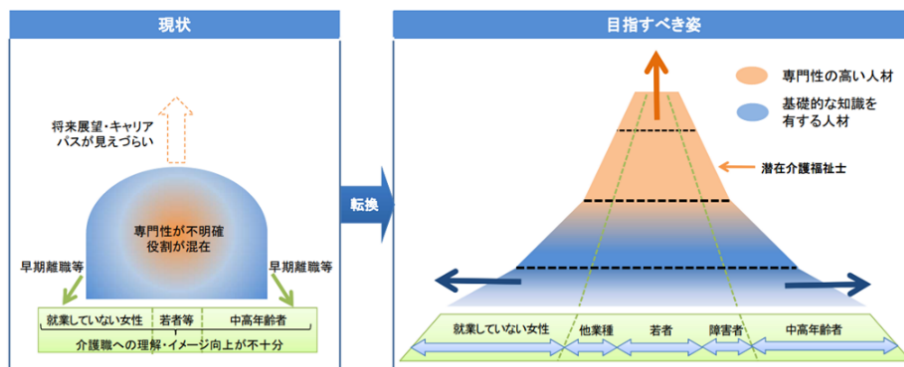 現状
将来展望・キャリア
パスが見えづらい
専門性が不明確
役割が混在
早期離職等
早期離職等
就業していない女性
若者等
中高年齢者
介護職への理解・イメージ向上が不十分
転換
目指すべき姿
専門性の高い人材
基礎的な知識を
有する人材
潜在介護福祉士
就業していない女性
他業種
若者
障害者
中高年齢者